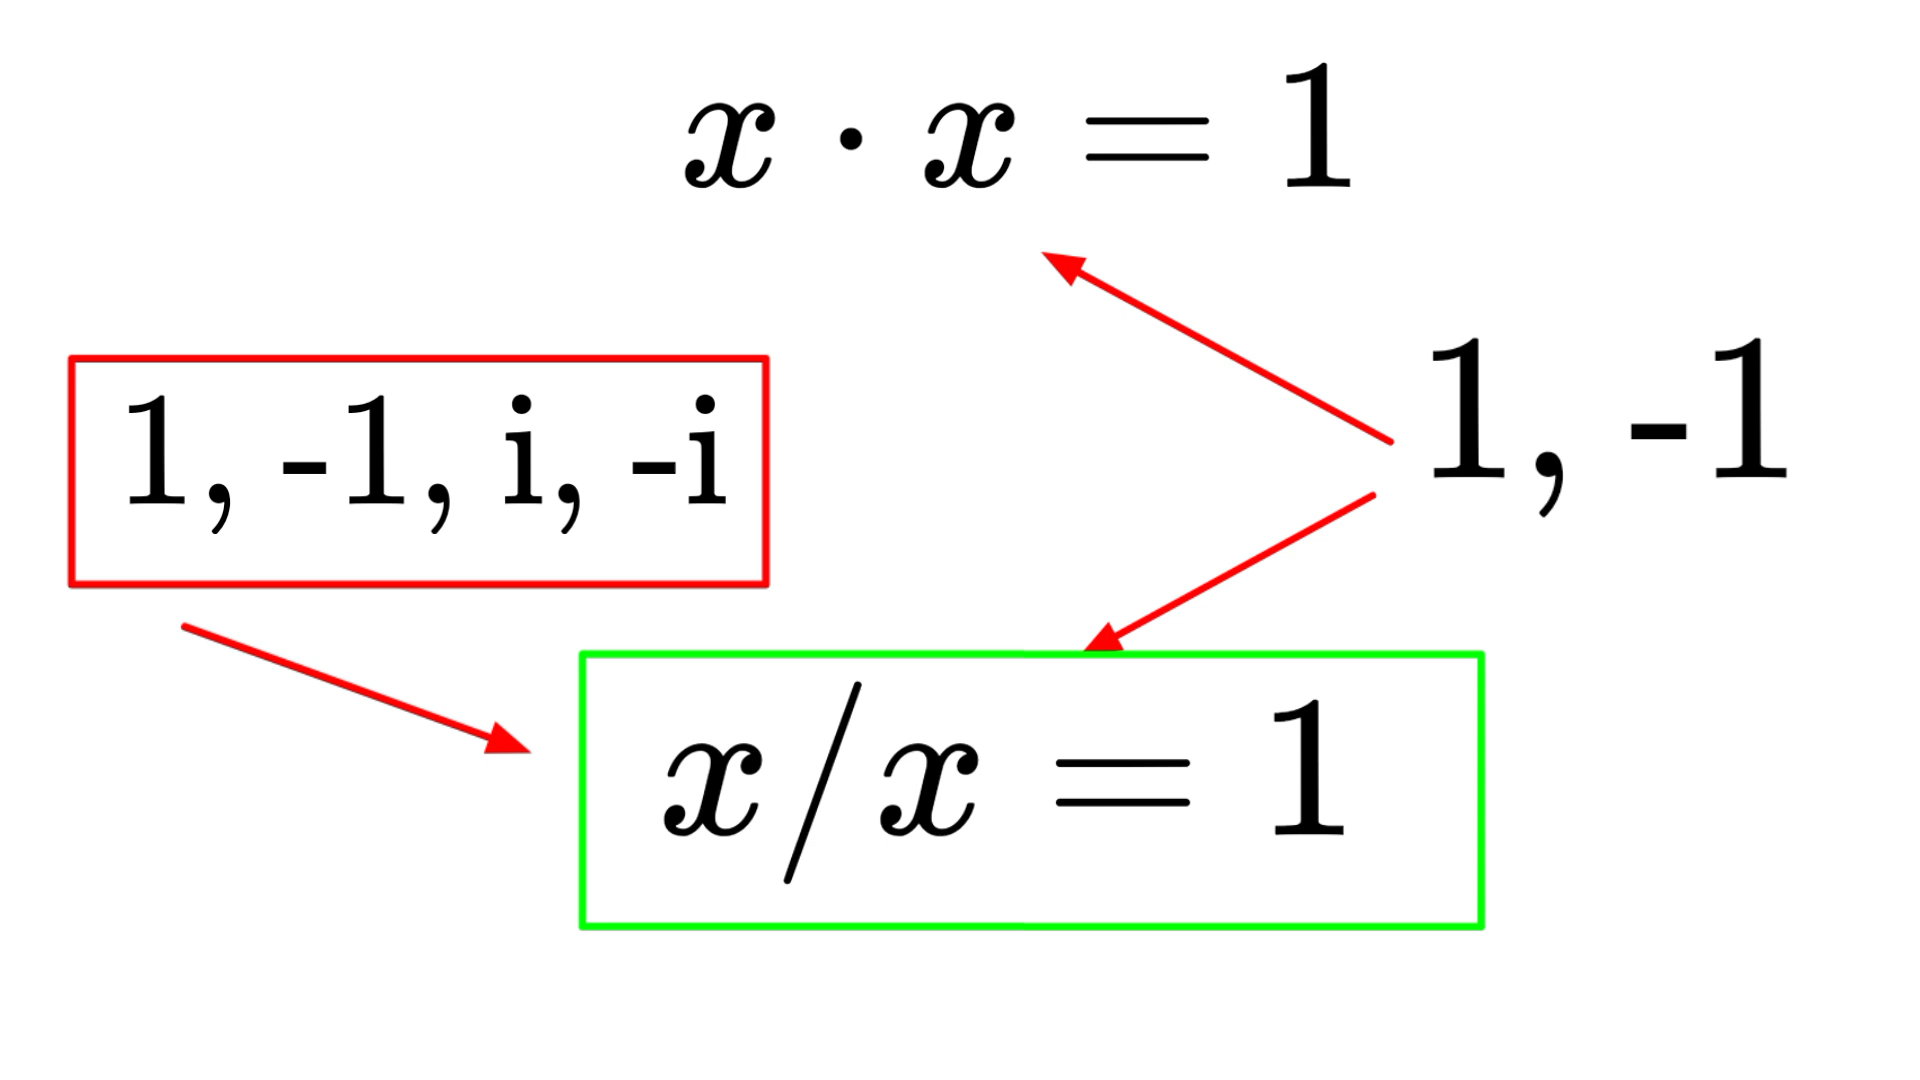 x · x = 1
1, -1
1, -1, i, -i
x/x = 1